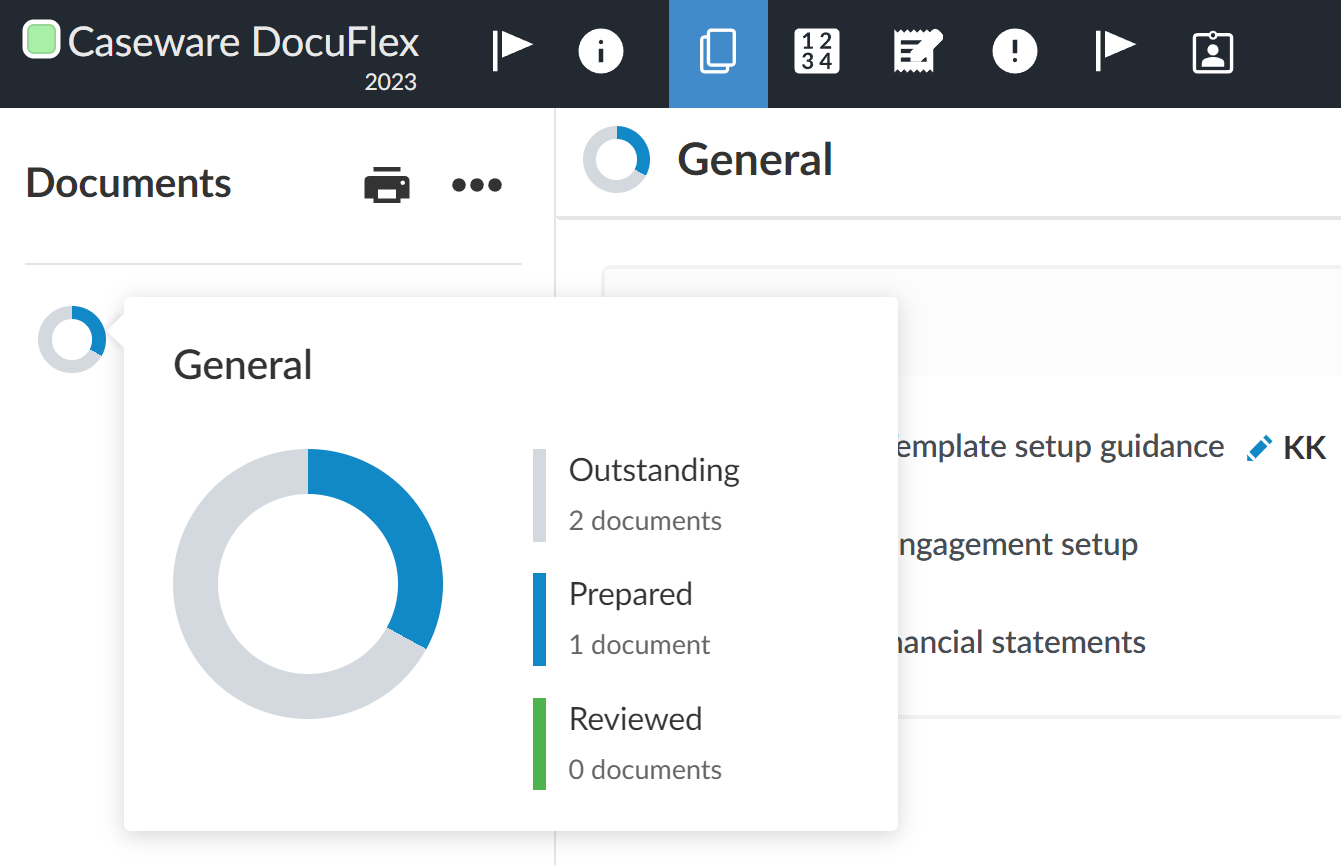 Caseware DocuFlex
2023
1 2
3 4
Documents
General
General
Outstanding
2 documents
Prepared
1 document
Reviewed
0 documents
emplate setup guidance KK
ngagement setup
nancial statements